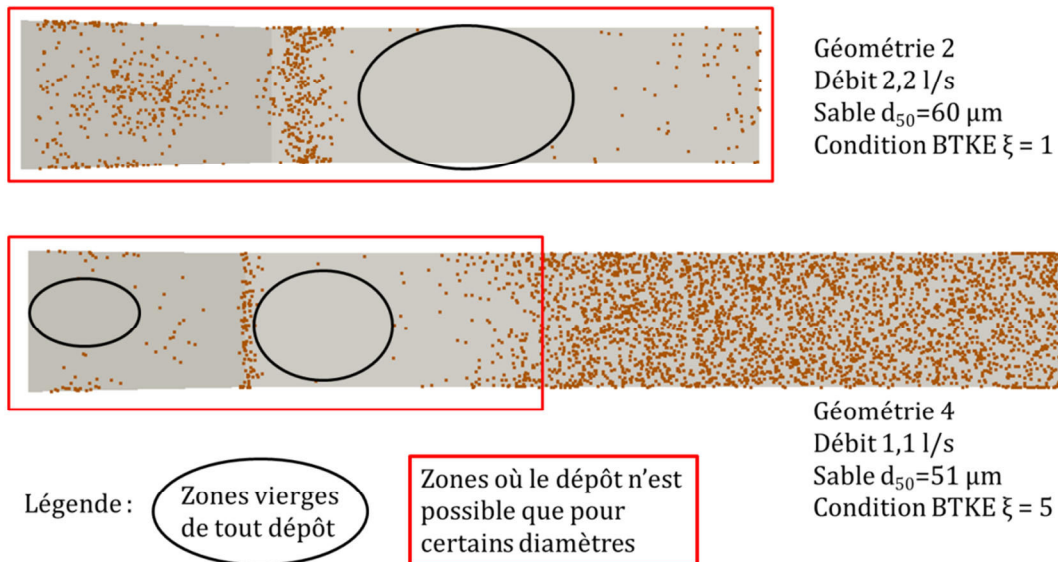 Géométrie 2
Débit 2,2 l/s
Sable d50=60 µm
Condition BTKE ξ = 1
Géométrie 4
Débit 1,1 l/s
Sable d50=51 µm
Condition BTKE ξ = 5
Légende :
Zones vierges
de tout dépôt
Zones où le dépôt n'est
possible que pour
certains diamètres